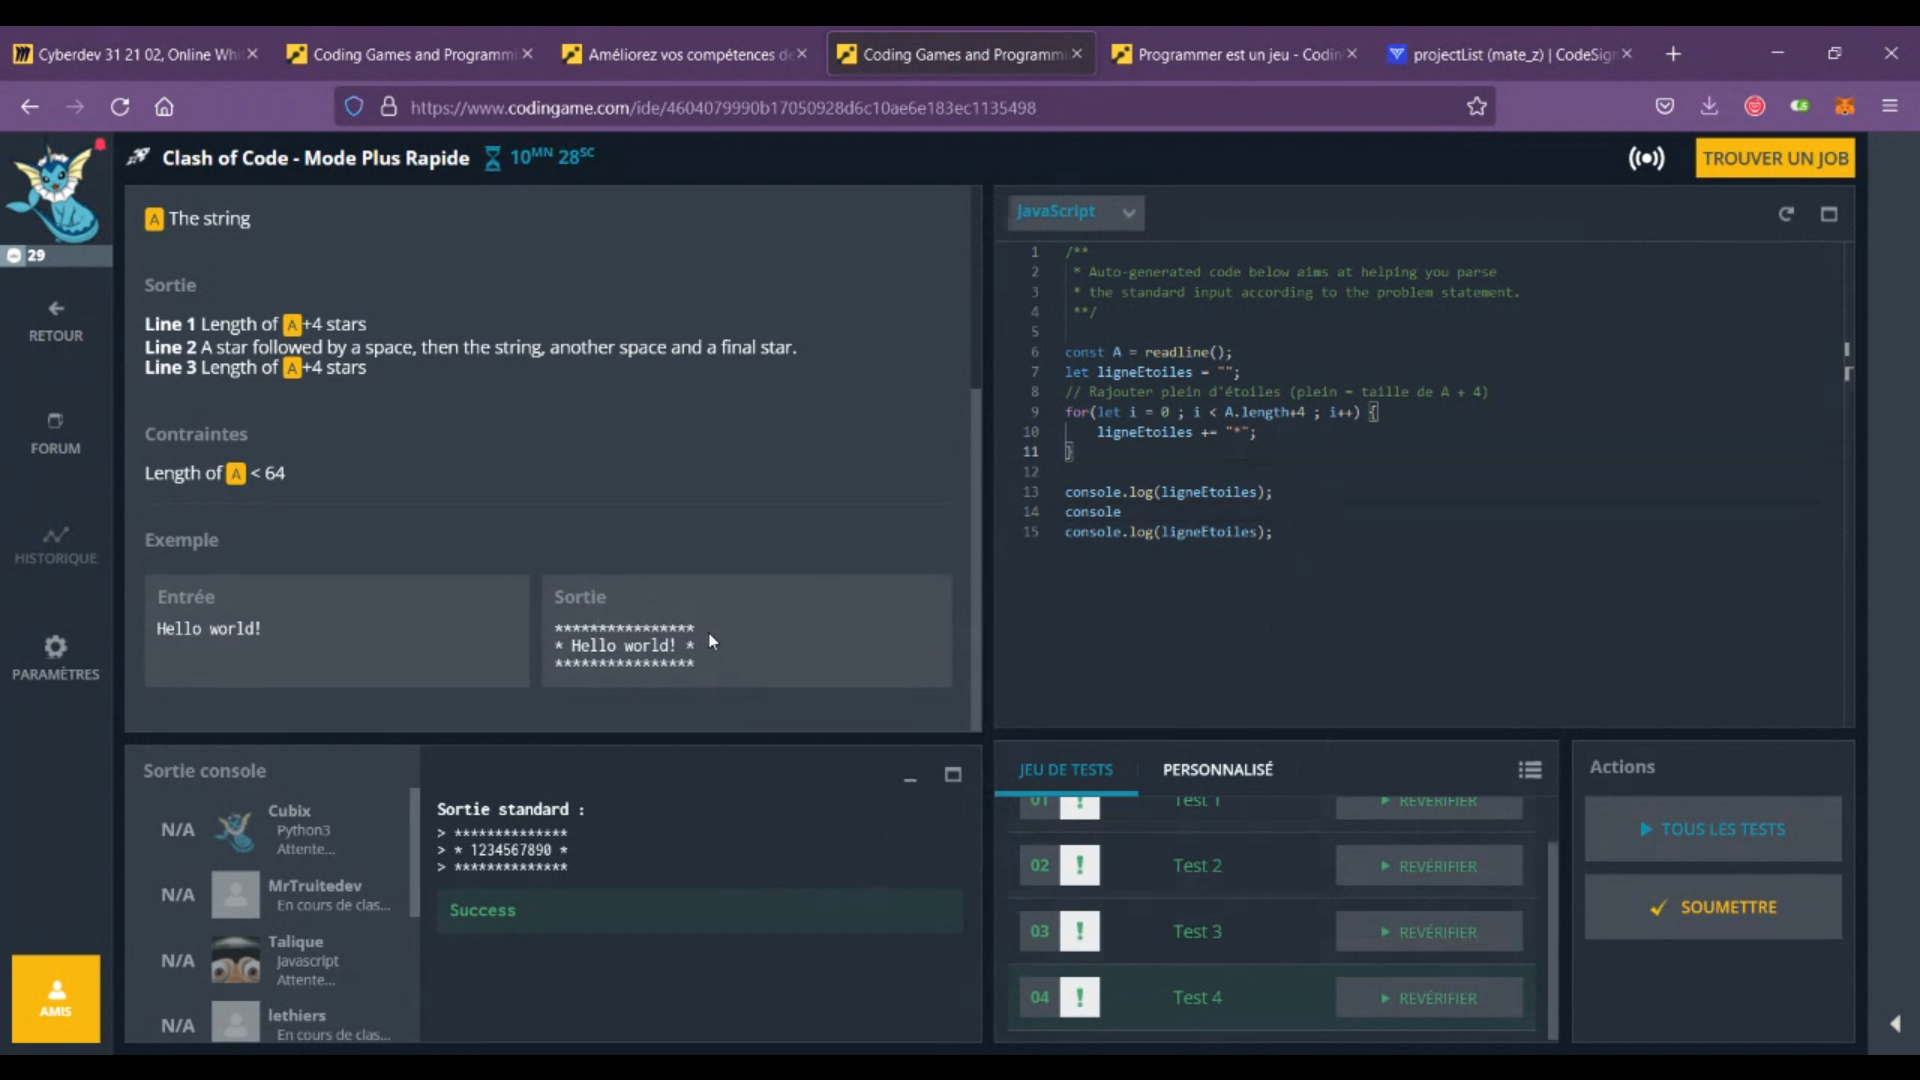 Cyberdev 31 21 02, Online Whit
Coding Games and Programmi
Améliorez vos compétences de
Coding Games and Programmi
Programmer est un jeu - Codin
projectList (mate_z) | CodeSign
https://www.codingame.com/ide/4604079990b17050928d6c10ae6e183ec1135498
Clash of Code - Mode Plus Rapide
10MN 28SC
TROUVER UN JOB
29
RETOUR
FORUM
HISTORIQUE
PARAMÈTRES
AMIS
A The string
Sortie
Line 1 Length of A+4 stars
Line 2 A star followed by a space, then the string, another space and a final star.
Line 3 Length of A+4 stars
Contraintes
Length of A < 64
Exemple
Entrée
Hello world!
Sortie
****************
* Hello world! *
****************
JavaScript
1 /**
2 * Auto-generated code below aims at helping you parse
3 * the standard input according to the problem statement.
4 **/
5
6 const A = readline();
7 let ligneEtoiles = "";
8 // Rajouter plein d'étoiles (plein = taille de A + 4)
9 for(let i = 0 ; i < A.length+4 ; i++) {
10 ligneEtoiles += "*";
11 }
12
13 console.log(ligneEtoiles);
14 console
15 console.log(ligneEtoiles);
Sortie console
N/A Cubix
Python3
Attente...
N/A MrTruitedev
En cours de clas...
N/A Talique
Javascript
Attente...
N/A lethiers
En cours de clas...
Sortie standard :
> **************
> * 1234567890 *
> **************
Success
JEU DE TESTS
PERSONNALISÉ
01 ! Test 1 REVÉRIFIER
02 ! Test 2 REVÉRIFIER
03 ! Test 3 REVÉRIFIER
04 ! Test 4 REVÉRIFIER
Actions
TOUS LES TESTS
SOUMETTRE